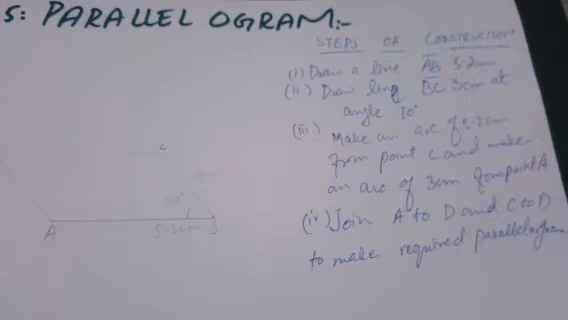 5: PARALLELOGRAM:-
STEPS OF CONSTRUCTION
(i) Draw a line AB 5.2cm
(ii) Draw line BC 3cm at
angle 70°
(iii) Make an arc of 5.2cm
from point C and make
an arc of 3cm from point A
(iv) Join A to D and C to D
to make required parallelogram
C
A
5.2cm
B